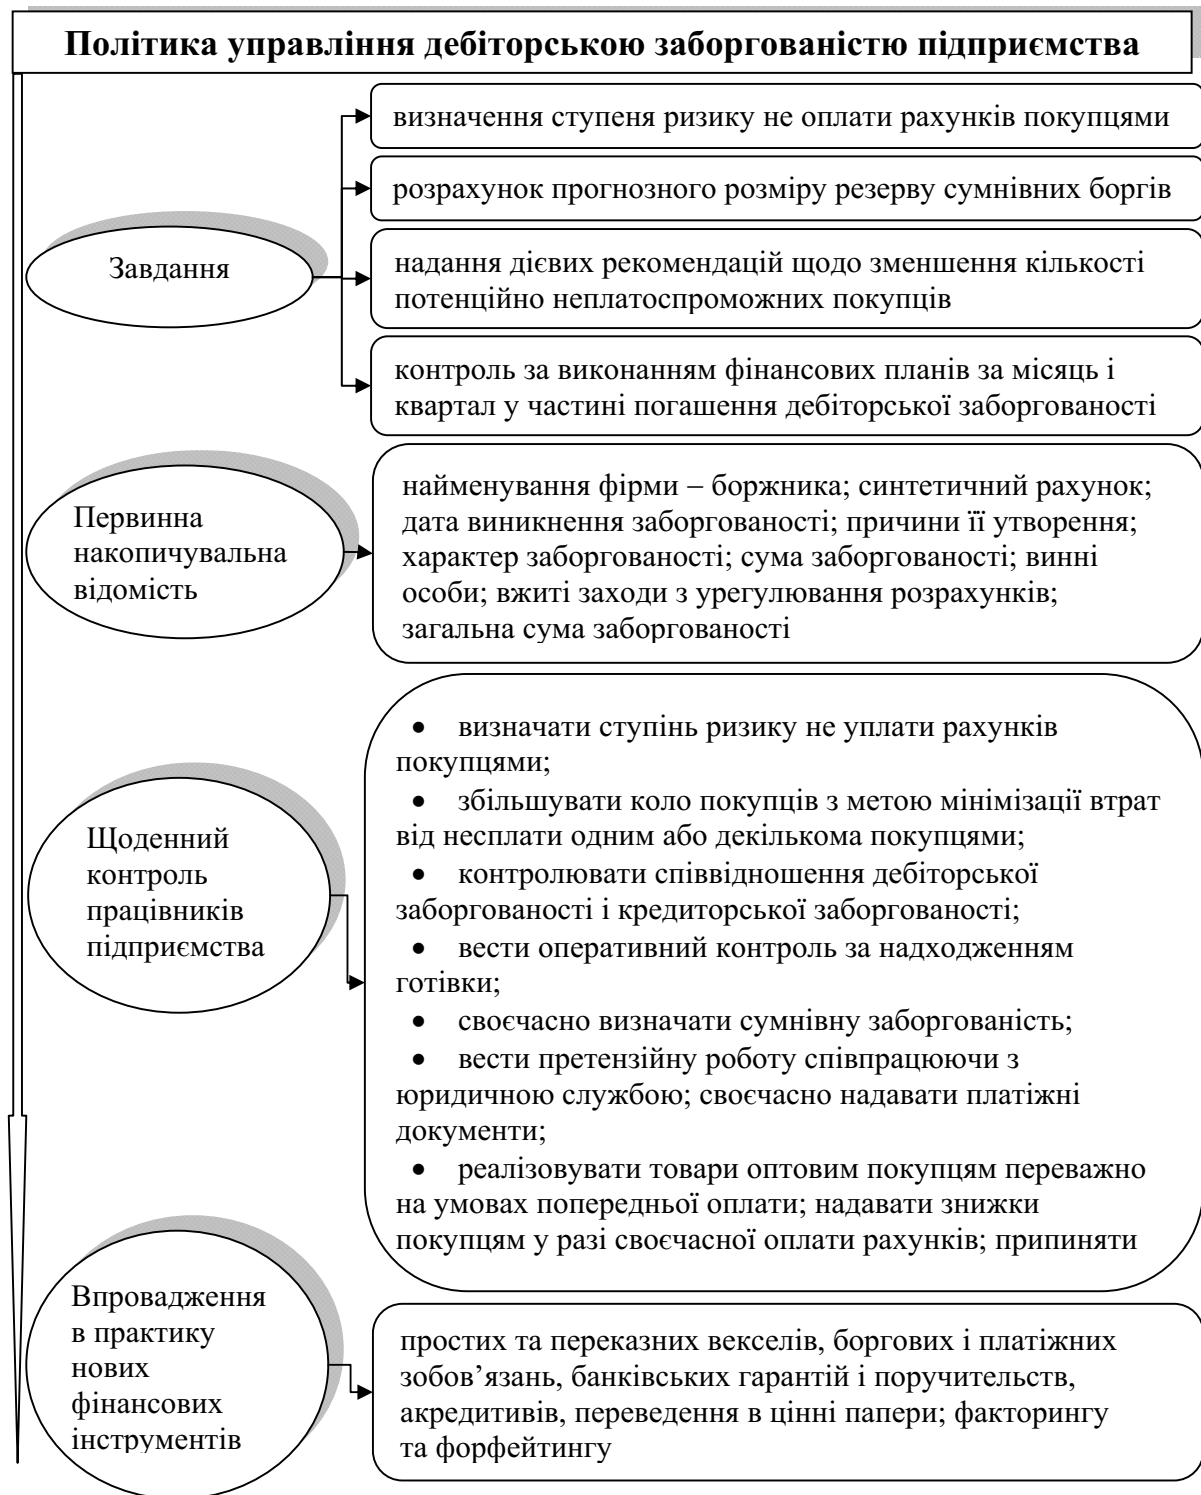 Політика управління дебіторською заборгованістю підприємства
Завдання
визначення ступеня ризику не оплати рахунків покупцями
розрахунок прогнозного розміру резерву сумнівних боргів
надання дієвих рекомендацій щодо зменшення кількості
потенційно неплатоспроможних покупців
контроль за виконанням фінансових планів за місяць і
квартал у частині погашення дебіторської заборгованості
Первинна
накопичувальна
відомість
найменування фірми – боржника; синтетичний рахунок;
дата виникнення заборгованості; причини її утворення;
характер заборгованості; сума заборгованості; винні
особи; вжиті заходи з урегулювання розрахунків;
загальна сума заборгованості
Щоденний
контроль
працівників
підприємства
• визначати ступінь ризику не уплати рахунків
покупцями;
• збільшувати коло покупців з метою мінімізації втрат
від несплати одним або декількома покупцями;
• контролювати співвідношення дебіторської
заборгованості і кредиторської заборгованості;
• вести оперативний контроль за надходженням
готівки;
• своєчасно визначати сумнівну заборгованість;
• вести претензійну роботу співпрацюючи з
юридичною службою; своєчасно надавати платіжні
документи;
• реалізовувати товари оптовим покупцям переважно
на умовах попередньої оплати; надавати знижки
покупцям у разі своєчасної оплати рахунків; припиняти
Впровадження
в практику
нових
фінансових
інструментів
простих та переказних векселів, боргових і платіжних
зобов’язань, банківських гарантій і поручительств,
акредитивів, переведення в цінні папери; факторингу
та форфейтингу